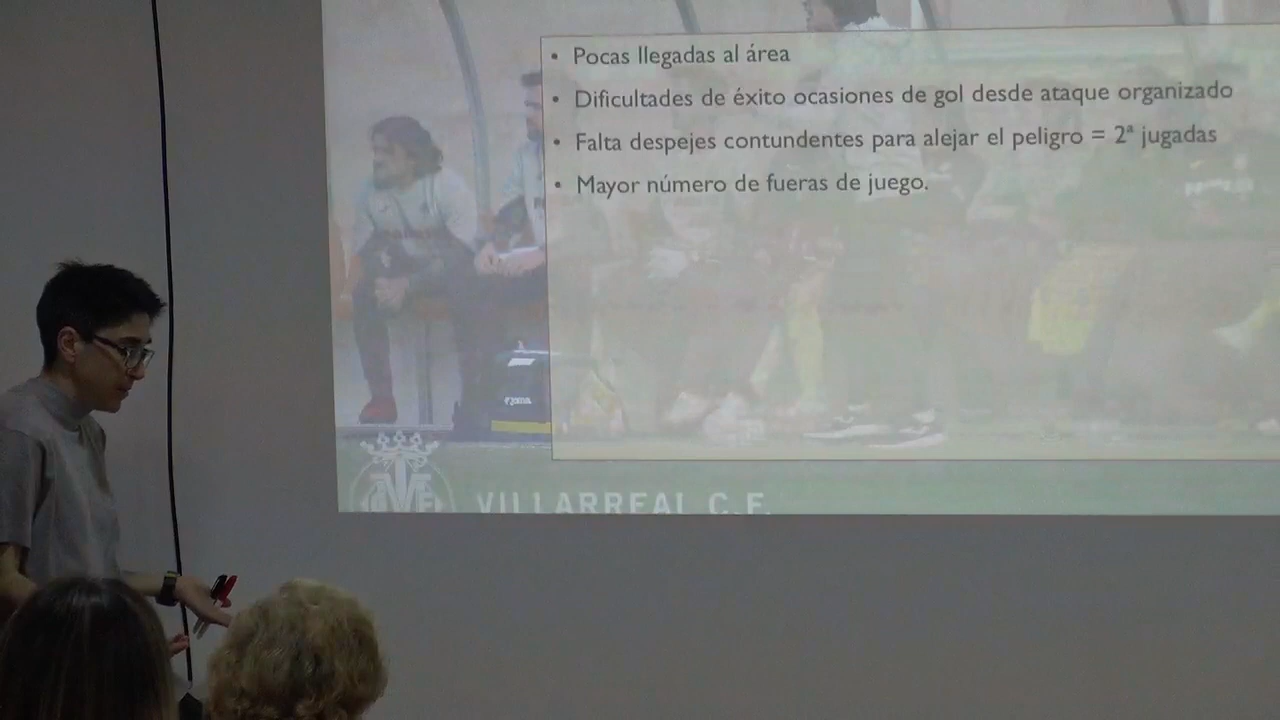 • Pocas llegadas al área
• Dificultades de éxito ocasiones de gol desde ataque organizado
• Falta despejes contundentes para alejar el peligro = 2ª jugadas
• Mayor número de fueras de juego.
Joma
VILLARREAL C.F.